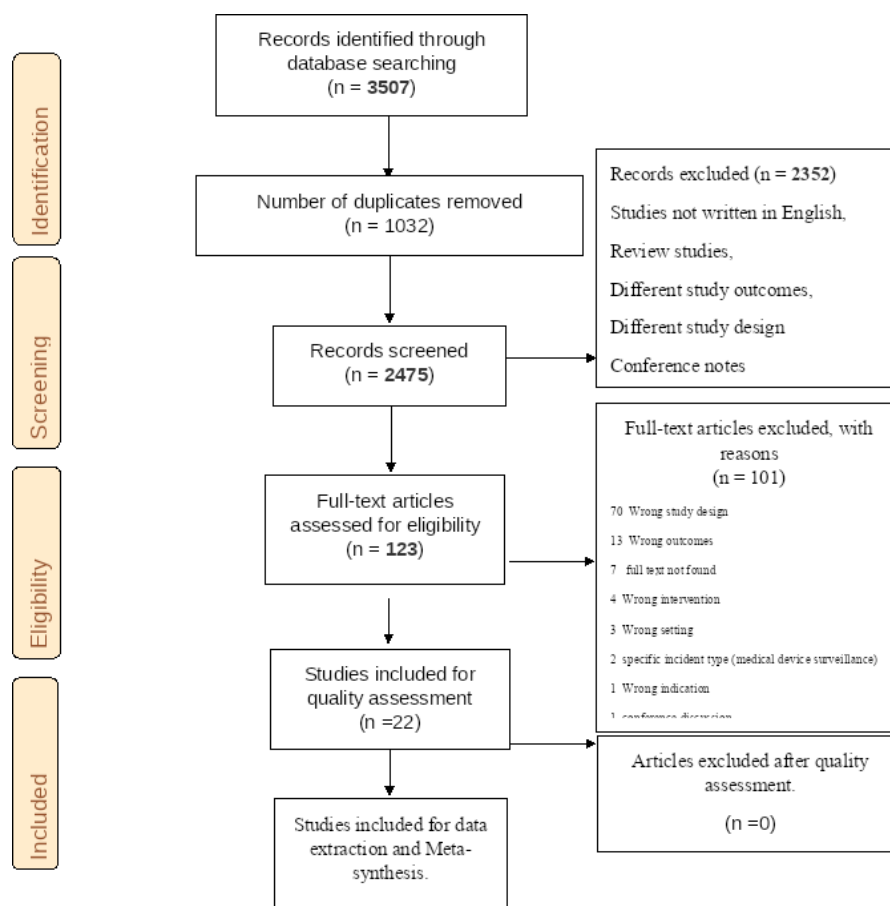 Identification
Screening
Eligibility
Included
Records identified through
database searching
(n = 3507)
Number of duplicates removed
(n = 1032)
Records screened
(n = 2475)
Records excluded (n = 2352)
Studies not written in English,
Review studies,
Different study outcomes,
Different study design
Conference notes
Full-text articles
assessed for eligibility
(n = 123)
Full-text articles excluded, with
reasons
(n = 101)
70 Wrong study design
13 Wrong outcomes
7 full text not found
4 Wrong intervention
3 Wrong setting
2 specific incident type (medical device surveillance)
1 Wrong indication
1 conference discussion
Studies included for
quality assessment
(n =22)
Articles excluded after quality
assessment.
(n =0)
Studies included for data
extraction and Meta-
synthesis.